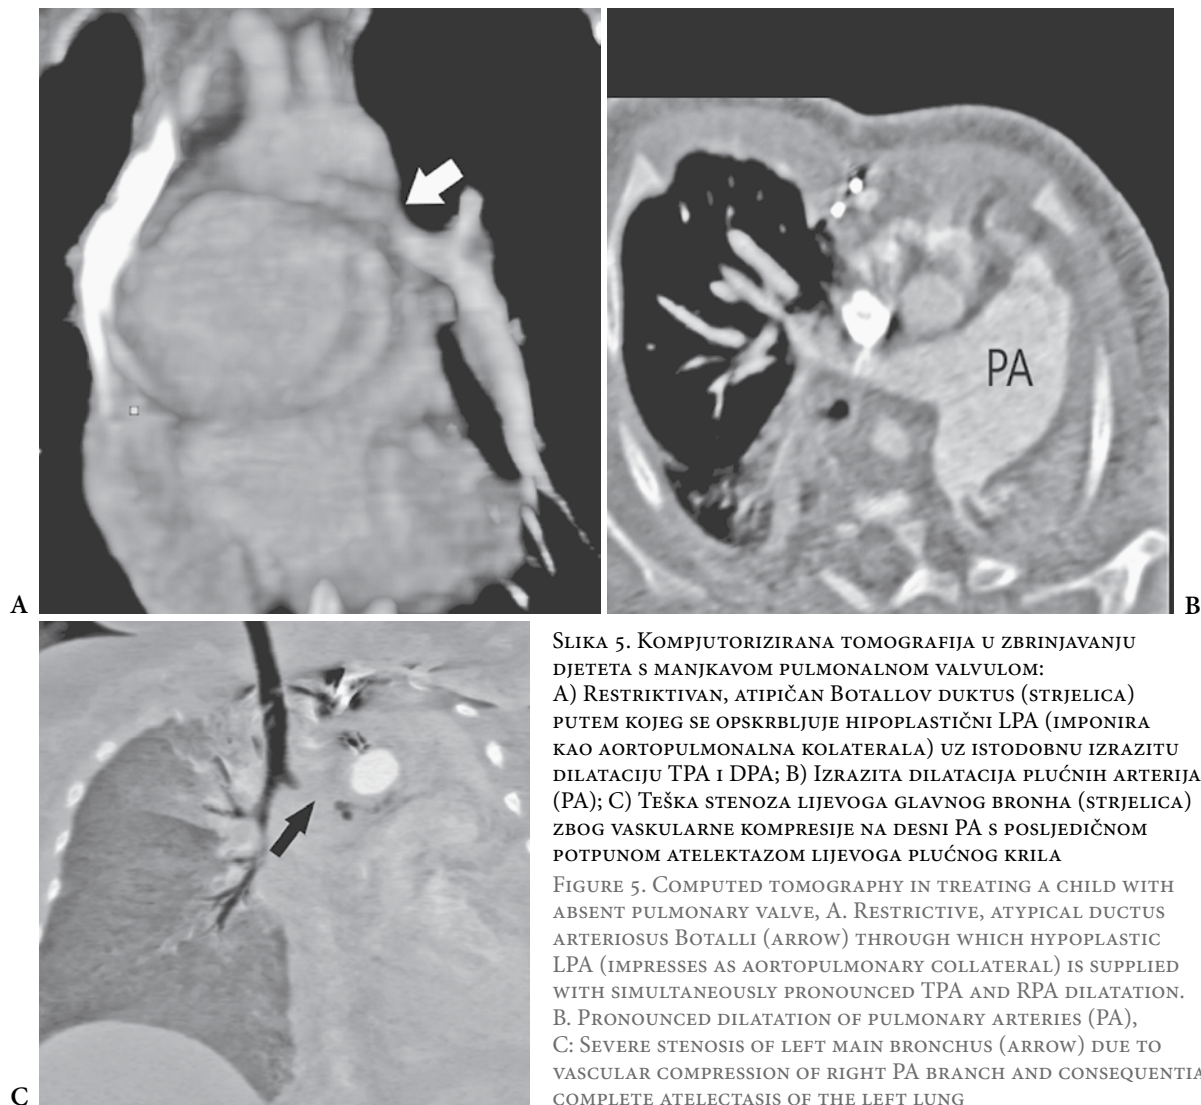 PA
A
B
SLIKA 5. KOMPJUTORIZIRANA TOMOGRAFIJA U ZBRINJAVANJU
DJETETA S MANJKAVOM PULMONALNOM VALVULOM:
A) RESTRIKTIVAN, ATIPIČAN BOTALLOV DUKTUS (STRJELICA)
PUTEM KOJEG SE OPSKRBLJUJE HIPOPLASTIČNI LPA (IMPONIRA
KAO AORTOPULMONALNA KOLATERALA) UZ ISTODOBNU IZRAZITU
DILATACIJU TPA I DPA; B) IZRAZITA DILATACIJA PLUĆNIH ARTERIJA
(PA); C) TEŠKA STENOZA LIJEVOGA GLAVNOG BRONHA (STRJELICA)
ZBOG VASKULARNE KOMPRESIJE NA DESNI PA S POSLJEDIČNOM
POTPUNOM ATELEKTAZOM LIJEVOGA PLUĆNOG KRILA
FIGURE 5. COMPUTED TOMOGRAPHY IN TREATING A CHILD WITH
ABSENT PULMONARY VALVE, A. RESTRICTIVE, ATYPICAL DUCTUS
ARTERIOSUS BOTALLI (ARROW) THROUGH WHICH HYPOPLASTIC
LPA (IMPRESSES AS AORTOPULMONARY COLLATERAL) IS SUPPLIED
WITH SIMULTANEOUSLY PRONOUNCED TPA AND RPA DILATATION.
B. PRONOUNCED DILATATION OF PULMONARY ARTERIES (PA),
C: SEVERE STENOSIS OF LEFT MAIN BRONCHUS (ARROW) DUE TO
VASCULAR COMPRESSION OF RIGHT PA BRANCH AND CONSEQUENTIA
COMPLETE ATELECTASIS OF THE LEFT LUNG
C